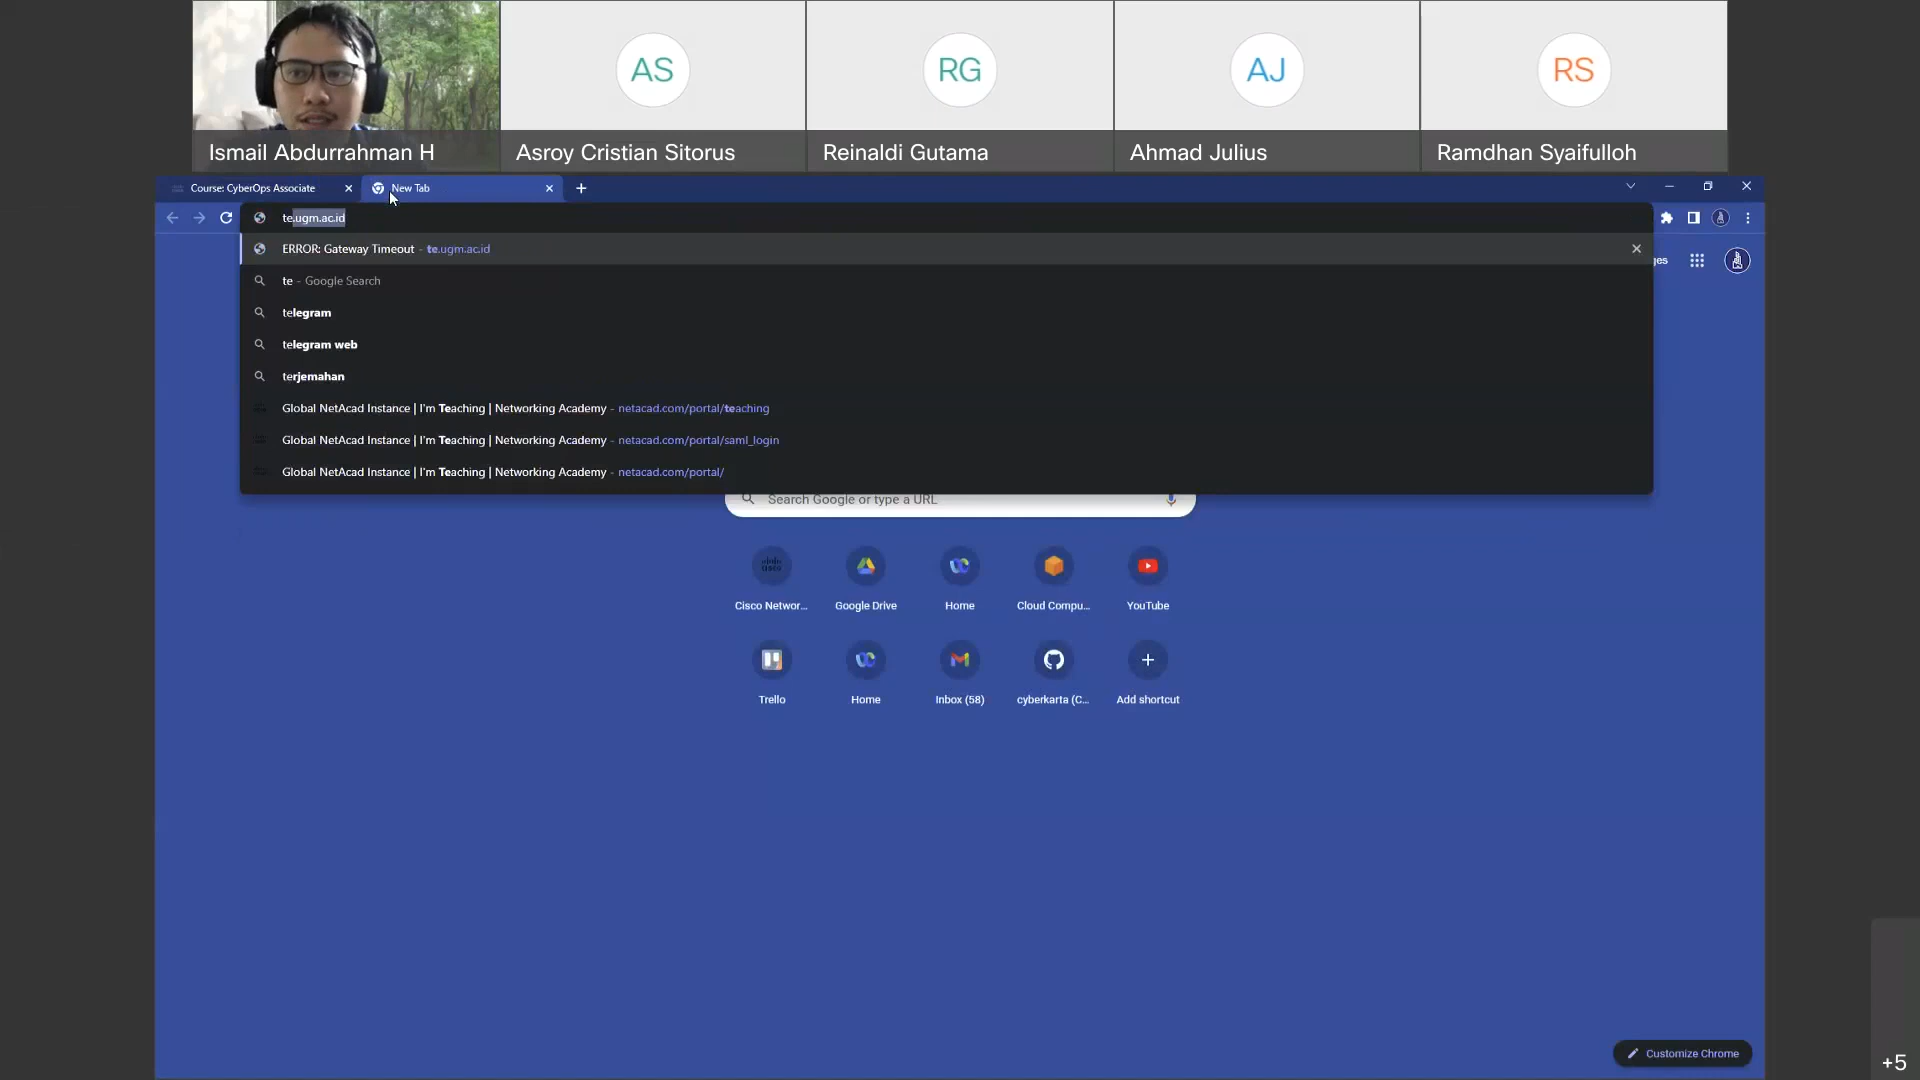 AS
RG
AJ
RS
Ismail Abdurrahman H
Asroy Cristian Sitorus
Reinaldi Gutama
Ahmad Julius
Ramdhan Syaifulloh
Course: CyberOps Associate
New Tab
te.ugm.ac.id
ERROR: Gateway Timeout - te.ugm.ac.id
te - Google Search
telegram
telegram web
terjemahan
Global NetAcad Instance | I'm Teaching | Networking Academy - netacad.com/portal/teaching
Global NetAcad Instance | I'm Teaching | Networking Academy - netacad.com/portal/saml_login
Global NetAcad Instance | I'm Teaching | Networking Academy - netacad.com/portal/
Search Google or type a URL
Cisco Networ...
Google Drive
Home
Cloud Compu...
YouTube
Trello
Home
Inbox (58)
cyberkarta (C...
Add shortcut
Customize Chrome
+5